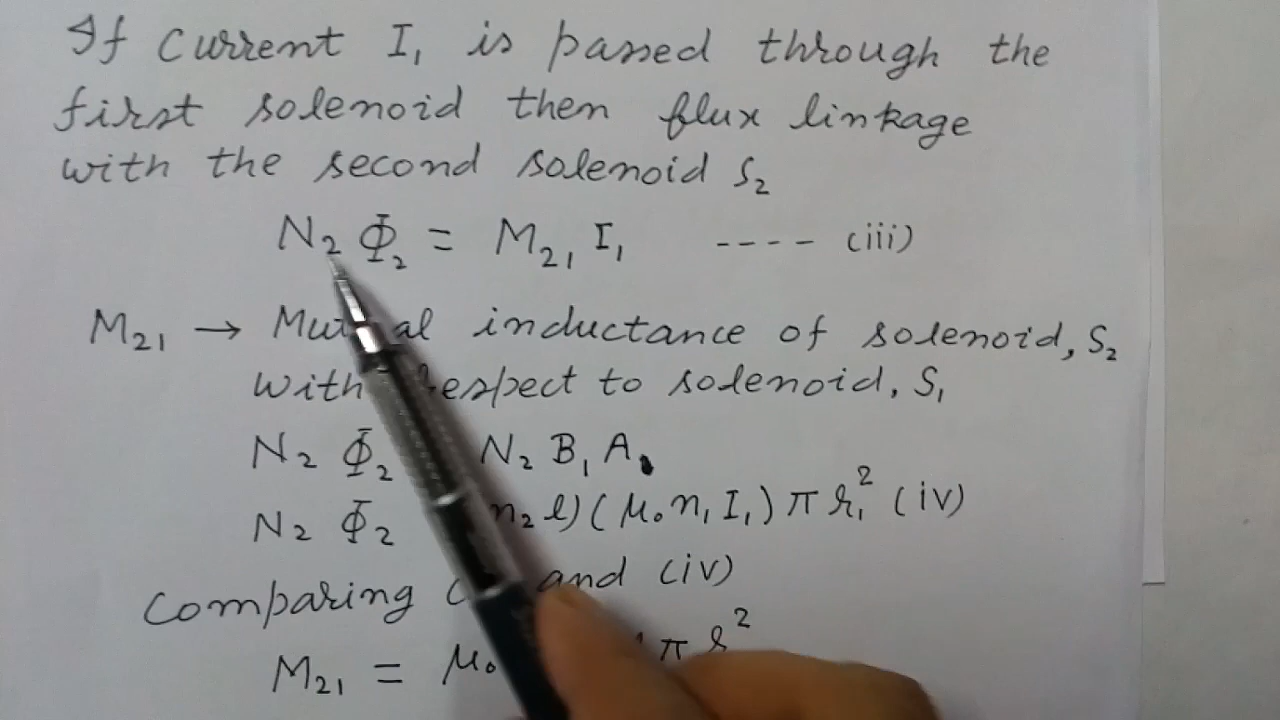 If Current I₁ is passed through the
first solenoid then flux linkage
with the second solenoid S₂
N₂ Φ₂ = M₂₁ I₁ ---- (iii)
M₂₁ → Mutual inductance of solenoid, S₂
with respect to solenoid, S₁
N₂ Φ₂ N₂ B₁ A₁
N₂ Φ₂ n₂ l) (μ₀ n₁ I₁) π r₁² (iv)
Comparing and (iv)
M₂₁ = μ₀ π r²